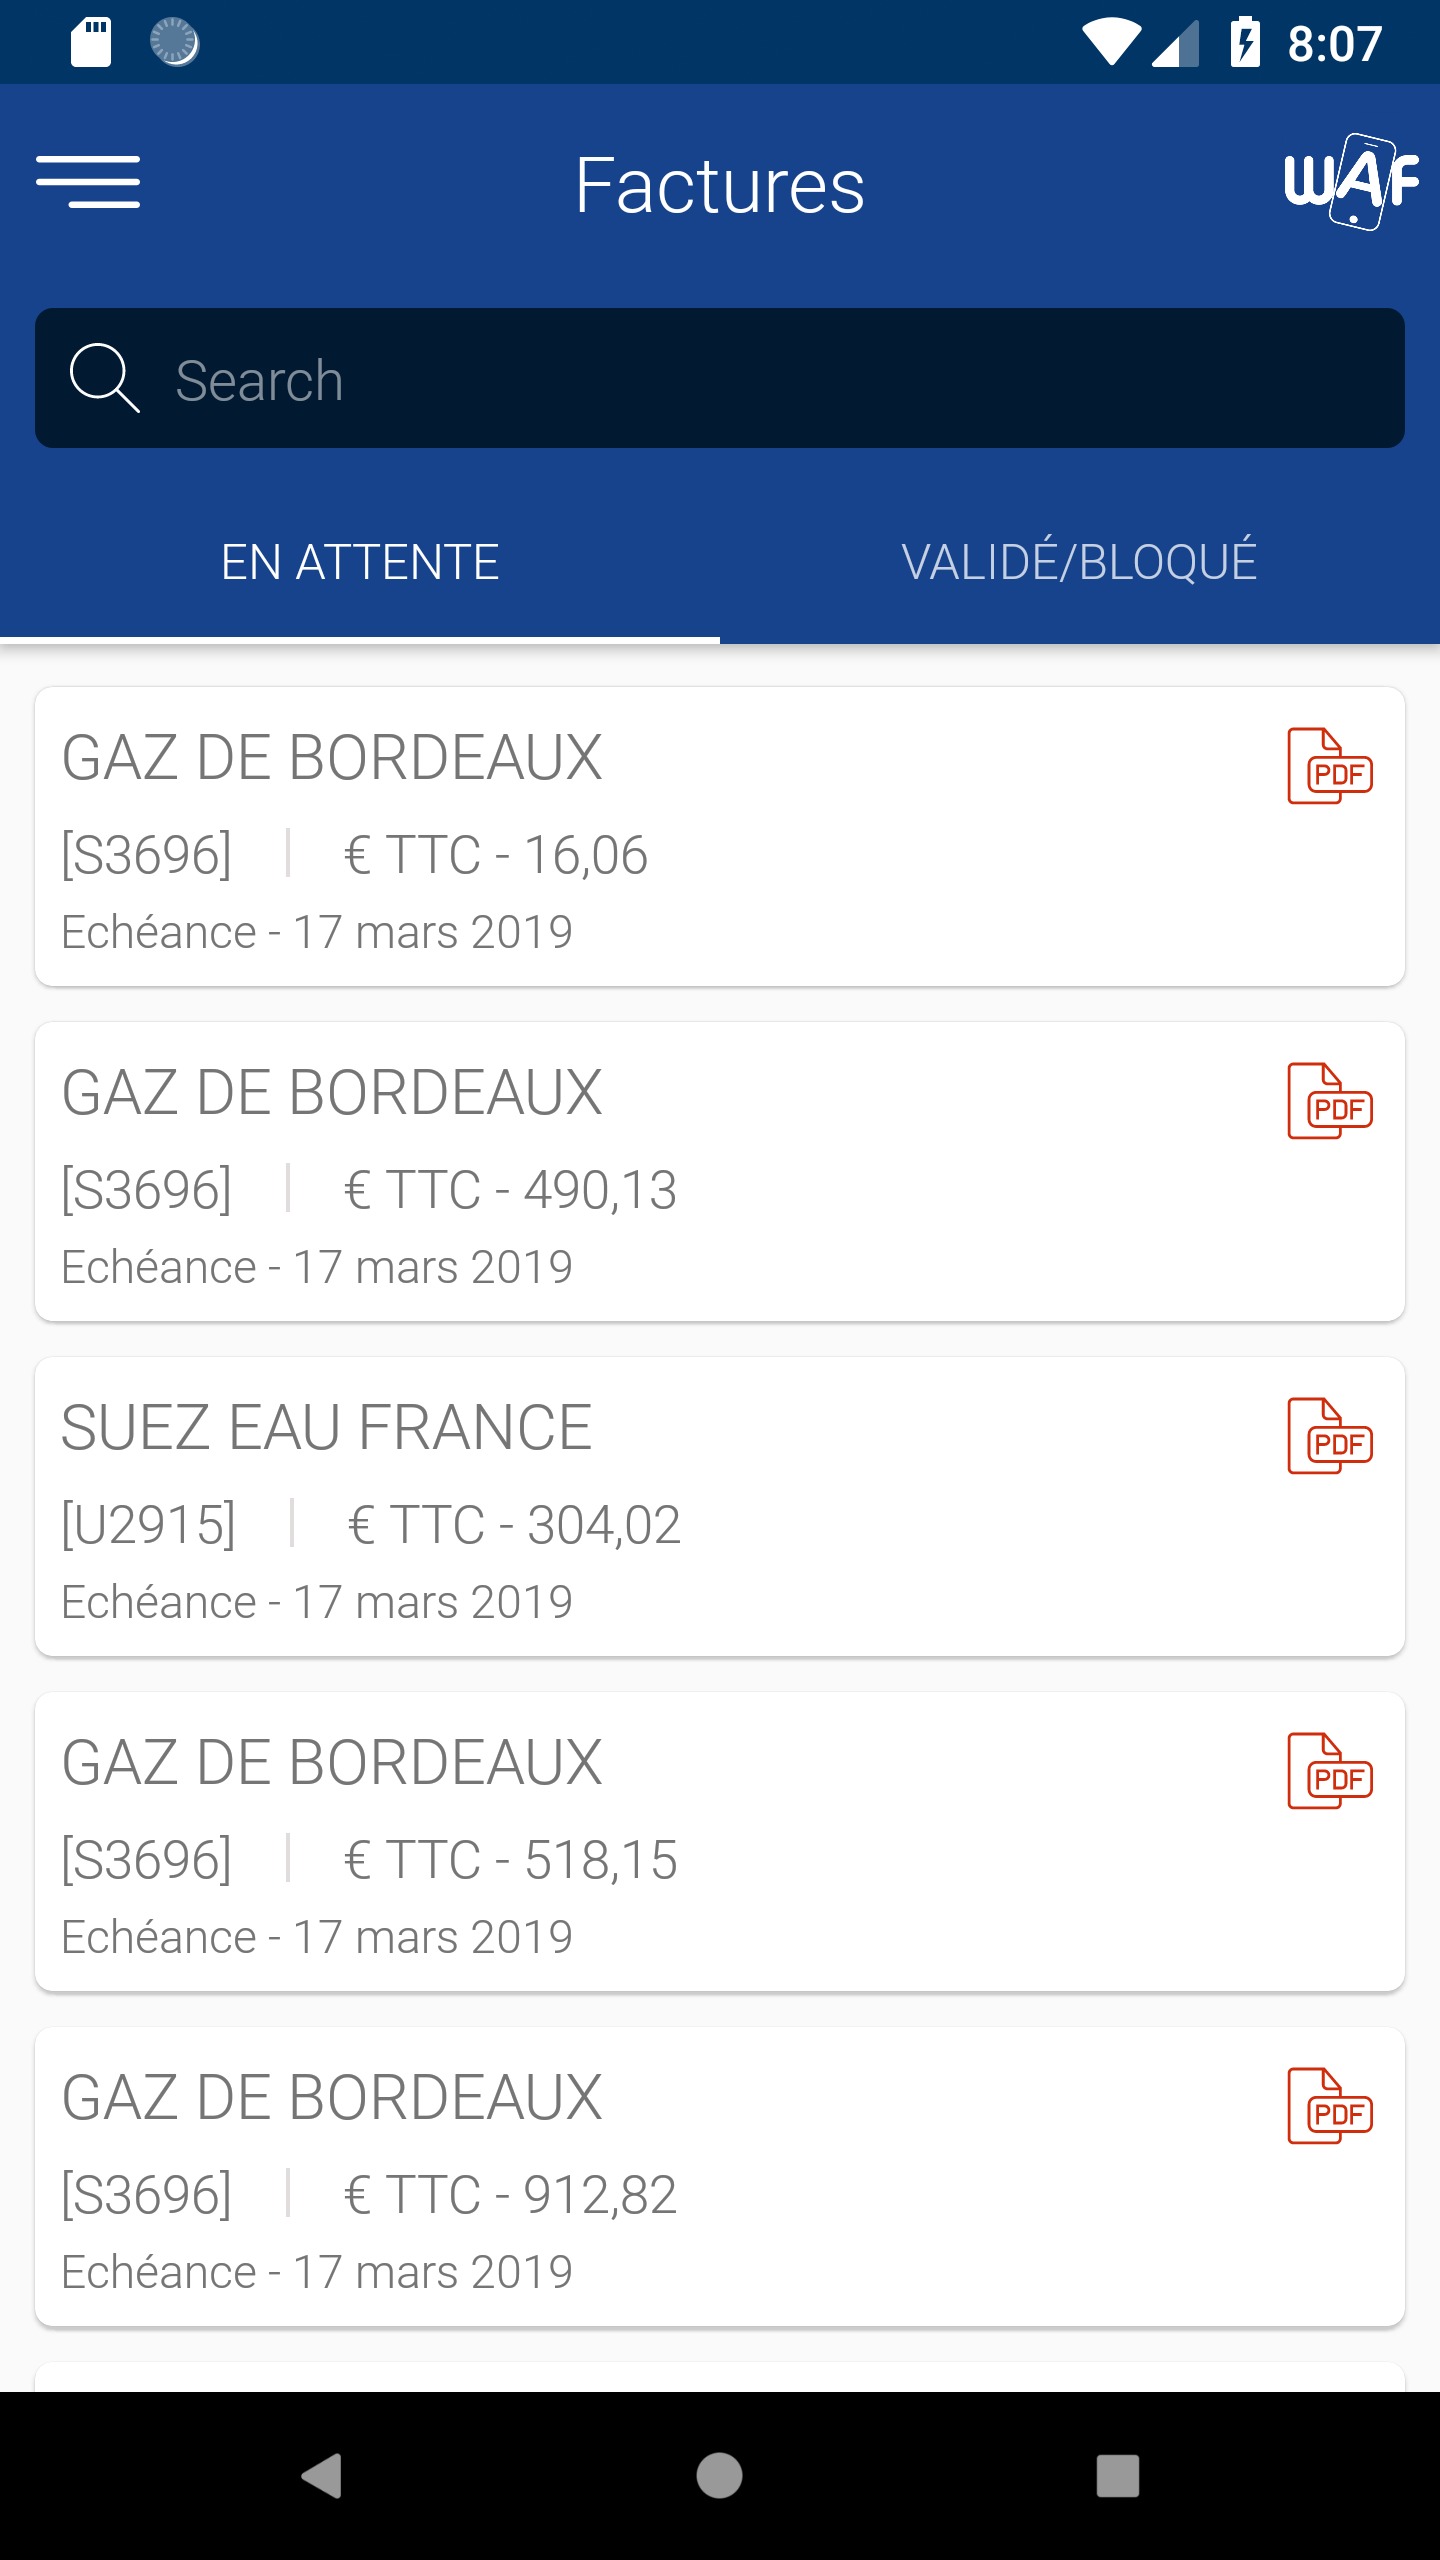 8:07
Factures
WAF
Search
EN ATTENTE
VALIDÉ/BLOQUÉ
GAZ DE BORDEAUX
PDF
[S3696] | € TTC - 16,06
Echéance - 17 mars 2019
GAZ DE BORDEAUX
PDF
[S3696] | € TTC - 490,13
Echéance - 17 mars 2019
SUEZ EAU FRANCE
PDF
[U2915] | € TTC - 304,02
Echéance - 17 mars 2019
GAZ DE BORDEAUX
PDF
[S3696] | € TTC - 518,15
Echéance - 17 mars 2019
GAZ DE BORDEAUX
PDF
[S3696] | € TTC - 912,82
Echéance - 17 mars 2019